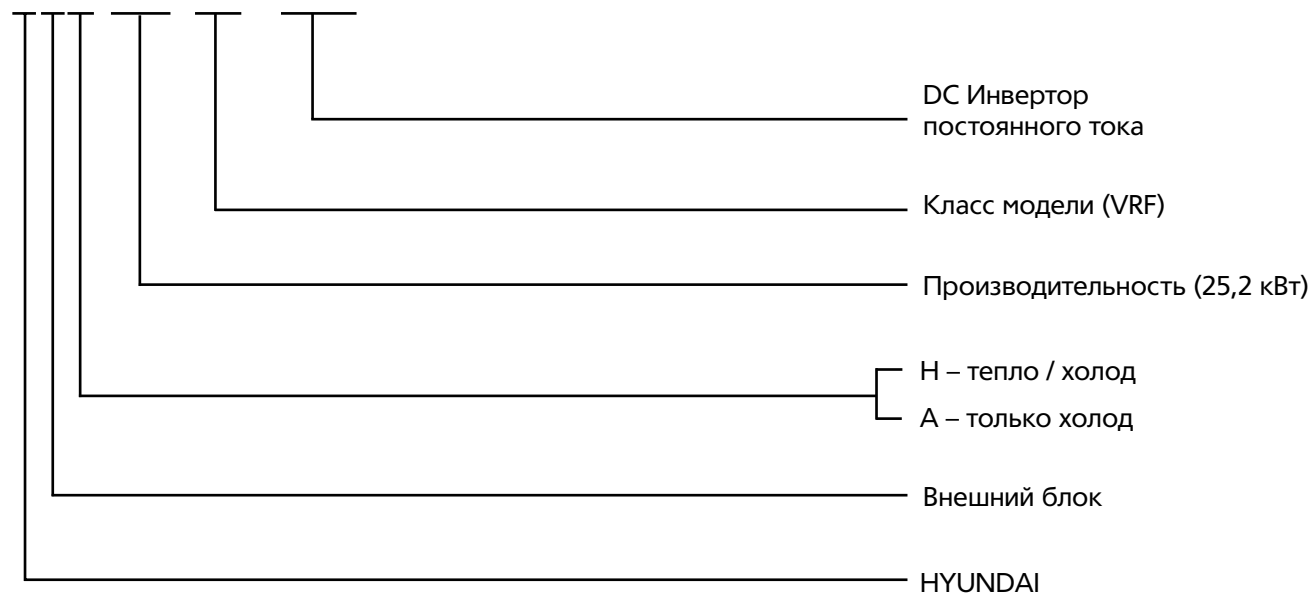 DC Инвертор
постоянного тока
Класс модели (VRF)
Производительность (25,2 кВт)
H – тепло / холод
A – только холод
Внешний блок
HYUNDAI